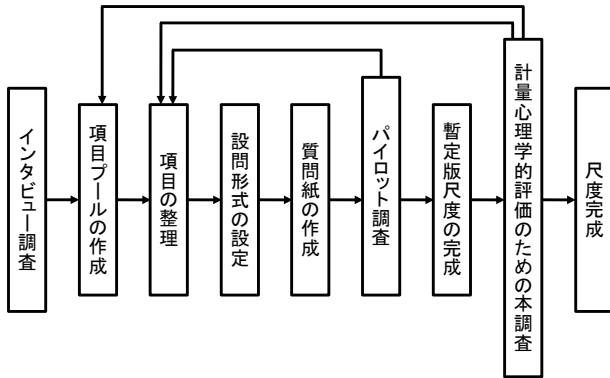 インタビュー調査
項目プールの作成
項目の整理
設問形式の設定
質問紙の作成
パイロット調査
暫定版尺度の完成
計量心理学的評価のための本調査
尺度完成